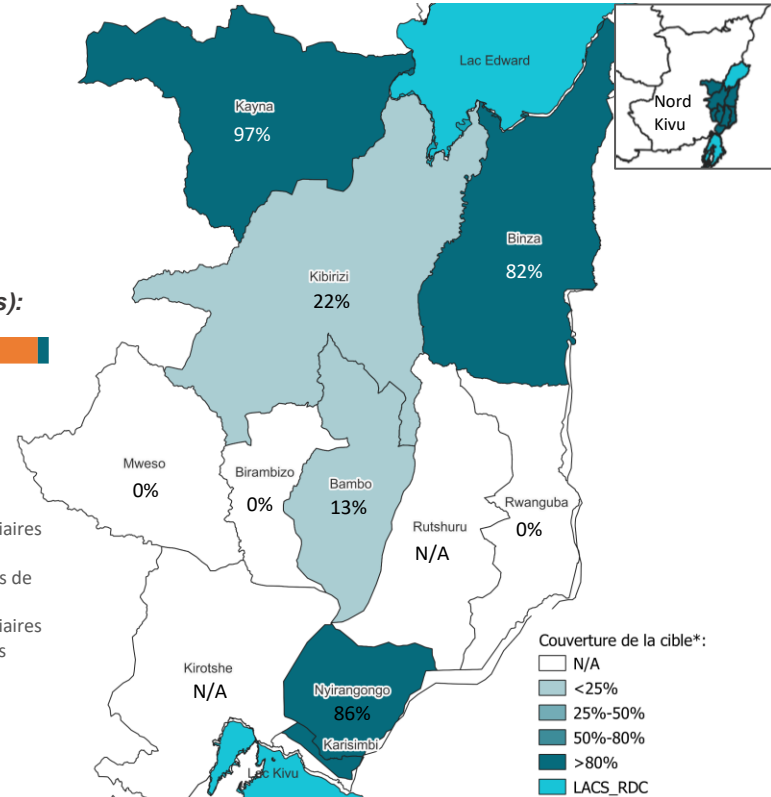 Lac Edward
Nord
Kivu
Kayna
97%
Binza
82%
Kibirizi
22%
s):
Mweso
0%
Birambizo
0%
Bambo
13%
Rwanguba
0%
Rutshuru
N/A
iaires
s de
iaires
s
Kirotshe
N/A
Nyirangongo
86%
Karisimbi
Lac Kivu
Couverture de la cible*:
N/A
<25%
25%-50%
50%-80%
>80%
LACS_RDC